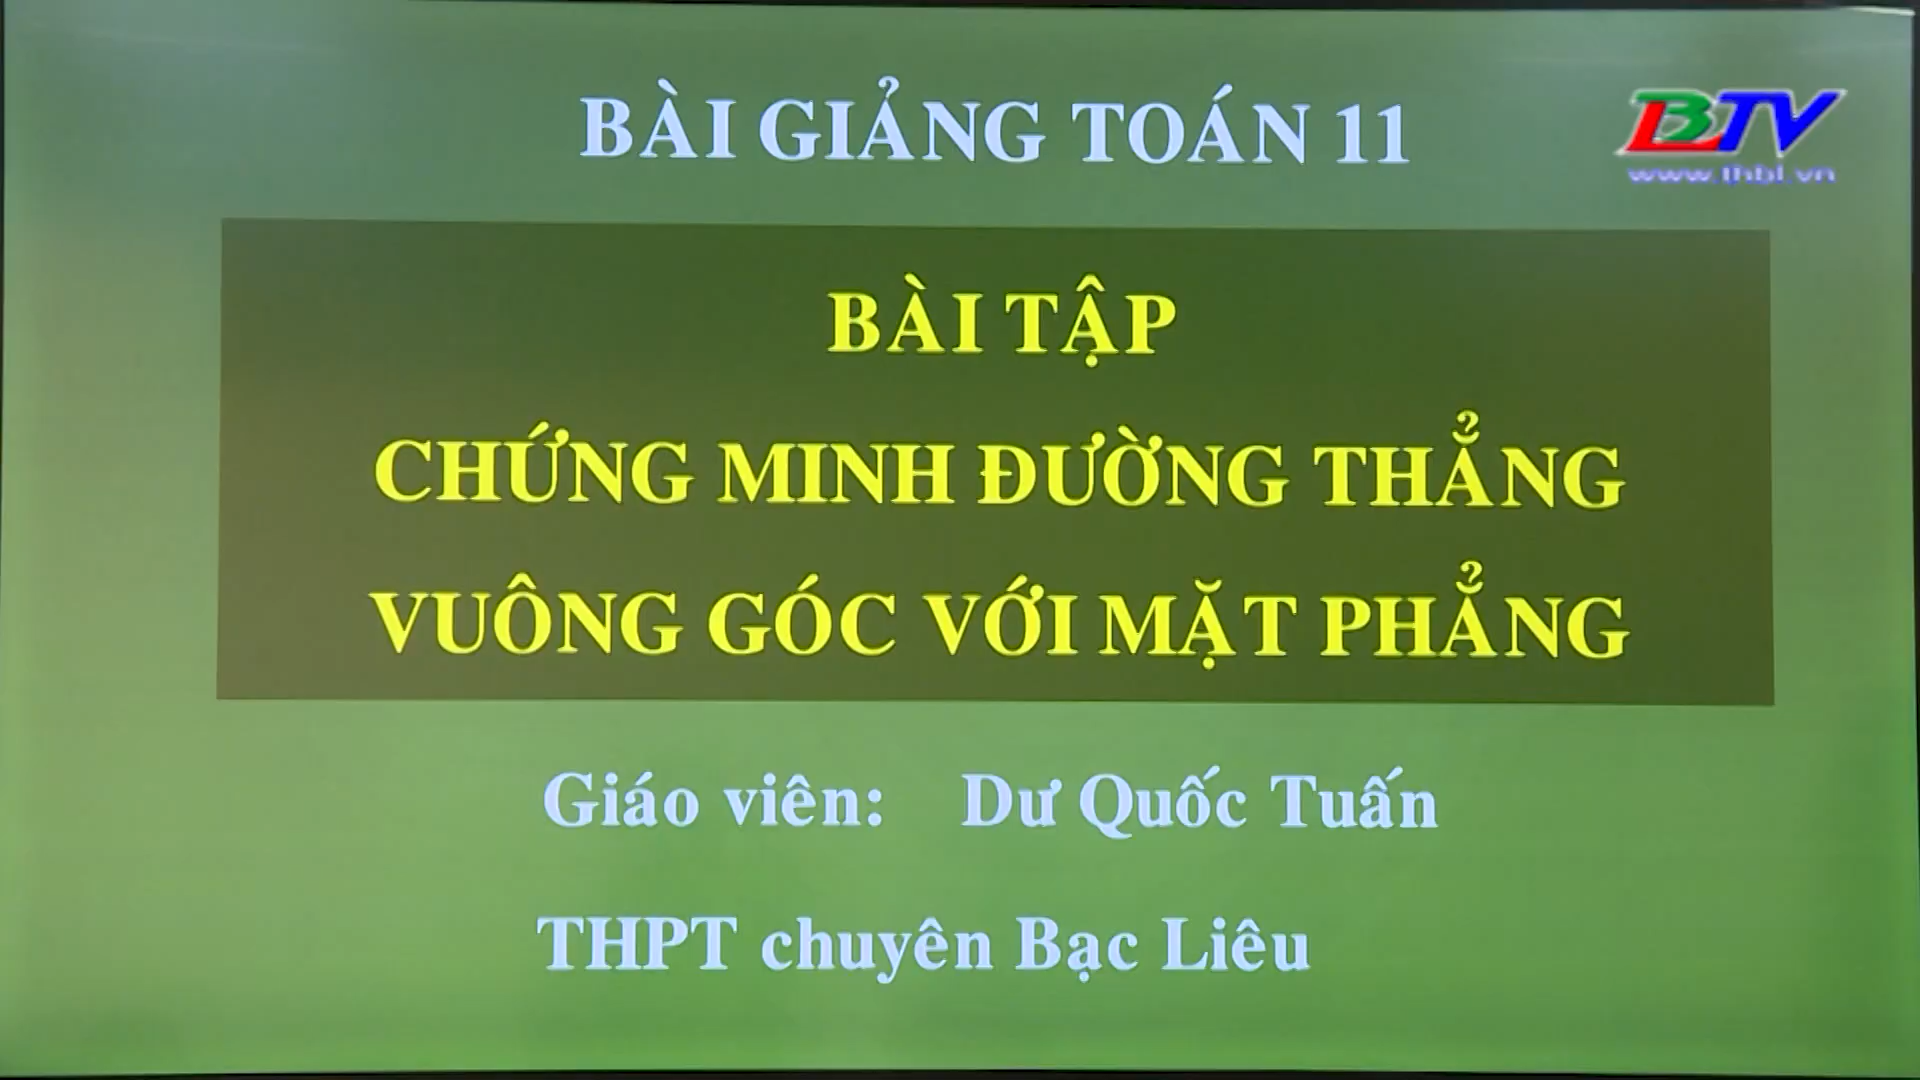 BÀI GIẢNG TOÁN 11
BTV
www.thbl.vn
BÀI TẬP
CHỨNG MINH ĐƯỜNG THẲNG
VUÔNG GÓC VỚI MẶT PHẲNG
Giáo viên: Dư Quốc Tuấn
THPT chuyên Bạc Liêu